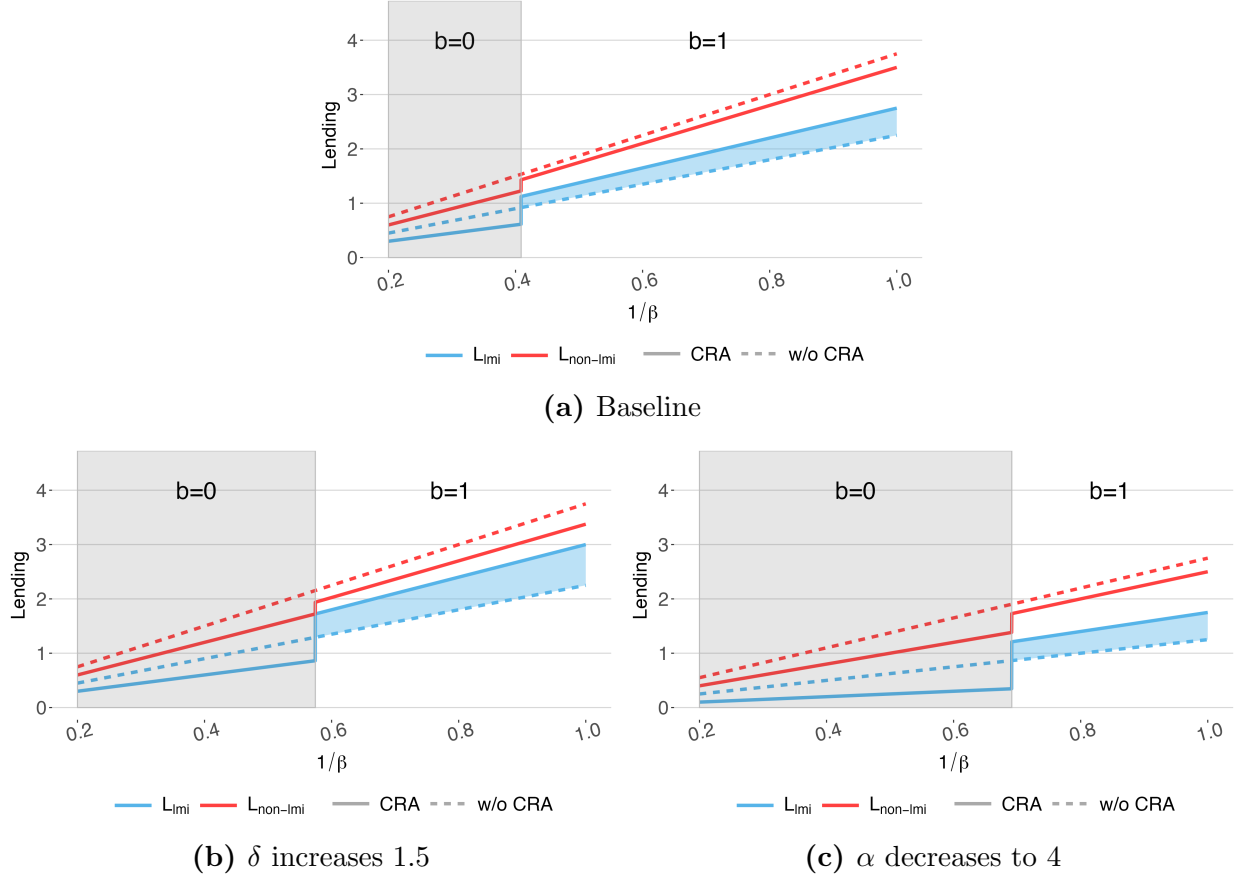 4
3
2
1
0
Lending
b=0
b=1
0.2
0.4
0.6
0.8
1.0
1/β
L_lmi L_non-lmi CRA w/o CRA
(a) Baseline
4
3
2
1
0
Lending
b=0
b=1
0.2
0.4
0.6
0.8
1.0
1/β
L_lmi L_non-lmi CRA w/o CRA
(b) δ increases 1.5
4
3
2
1
0
Lending
b=0
b=1
0.2
0.4
0.6
0.8
1.0
1/β
L_lmi L_non-lmi CRA w/o CRA
(c) α decreases to 4